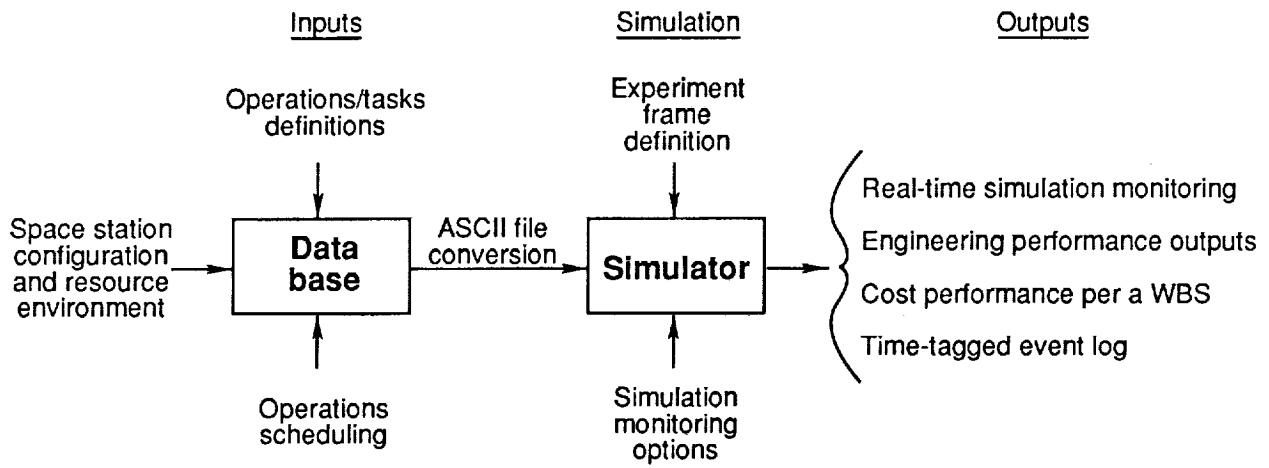 Inputs
Simulation
Outputs
Operations/tasks
definitions
Experiment
frame
definition
Space station
configuration
and resource
environment
Data
base
ASCII file
conversion
Simulator
Real-time simulation monitoring
Engineering performance outputs
Cost performance per a WBS
Time-tagged event log
Operations
scheduling
Simulation
monitoring
options